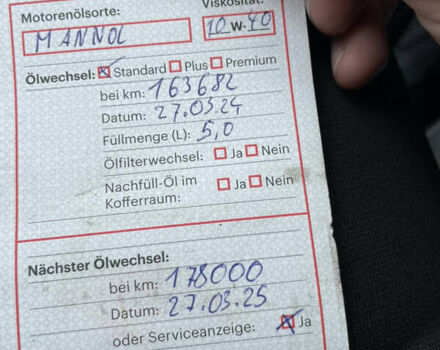 Motorenölsorte: Viskosität:
MANNOL 10 W- 40
Ölwechsel: ☒ Standard ☐ Plus ☐ Premium
bei km: 163682
Datum: 27.03.24
Füllmenge (L): 5,0
Ölfilterwechsel: ☐ Ja ☐ Nein
Nachfüll-Öl im
Kofferraum: ☐ Ja ☐ Nein
Nächster Ölwechsel:
bei km: 178000
Datum: 27.03.25
oder Serviceanzeige: ☒ Ja